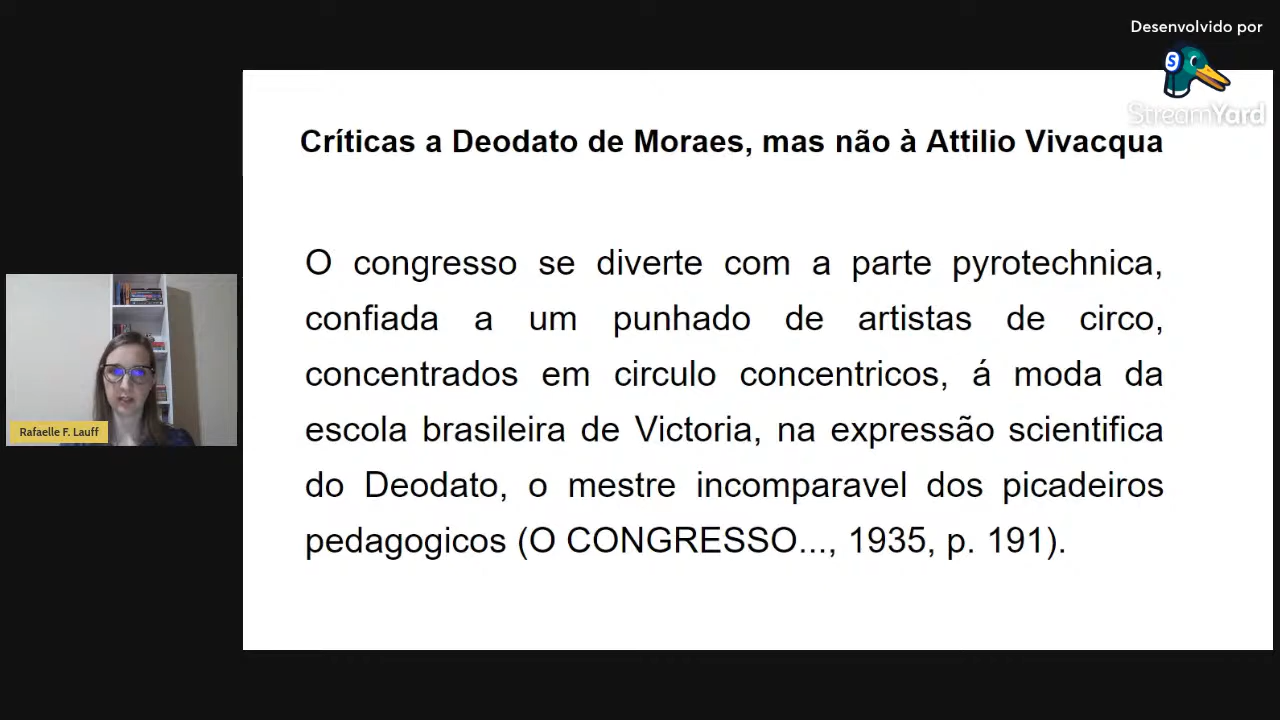 Desenvolvido por
StreamYard
Críticas a Deodato de Moraes, mas não à Attilio Vivacqua
O congresso se diverte com a parte pyrotechnica,
confiada a um punhado de artistas de circo,
concentrados em circulo concentricos, á moda da
escola brasileira de Victoria, na expressão scientifica
do Deodato, o mestre incomparavel dos picadeiros
pedagogicos (O CONGRESSO..., 1935, p. 191).
Rafaelle F. Lauff